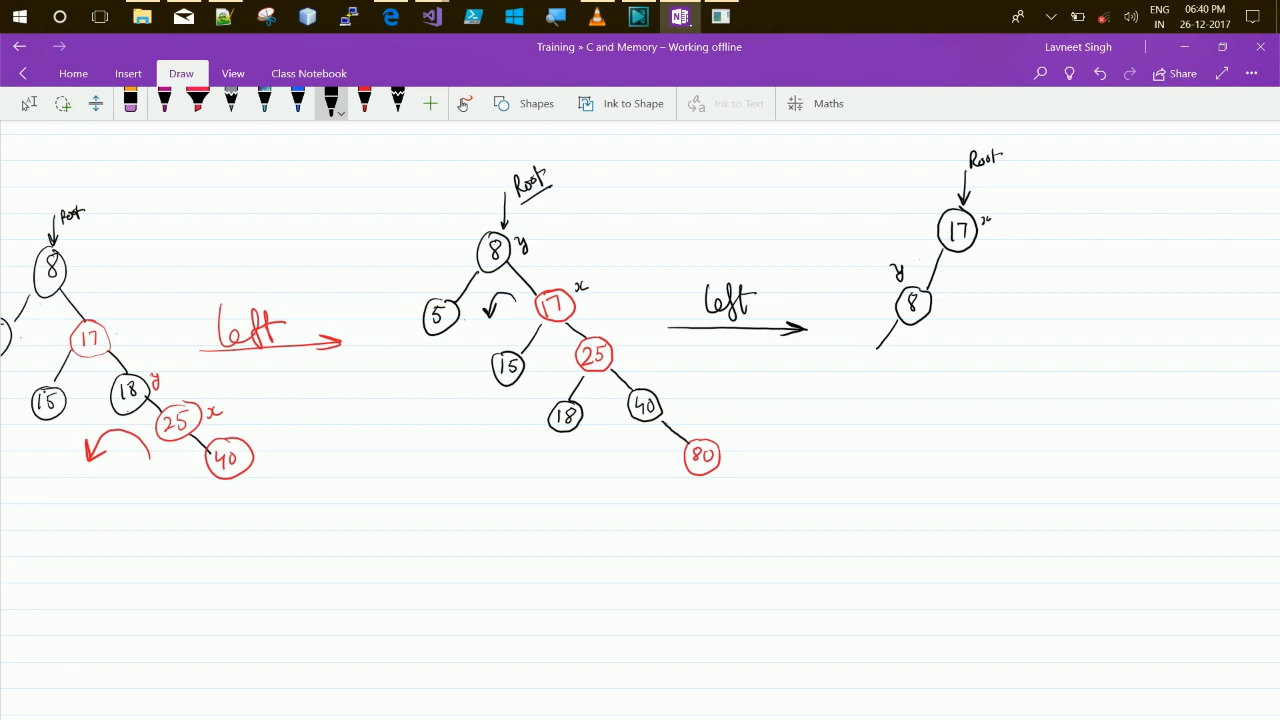 ENG 06:40 PM
IN 26-12-2017
Training » C and Memory – Working offline
Lavneet Singh
Home Insert Draw View Class Notebook
Share
Shapes Ink to Shape Ink to Text Maths
Root
8
17
15
18 y
25 x
40
left
Root
8 y
5
17 x
15
25
18
40
80
left
Root
17 x
y
8